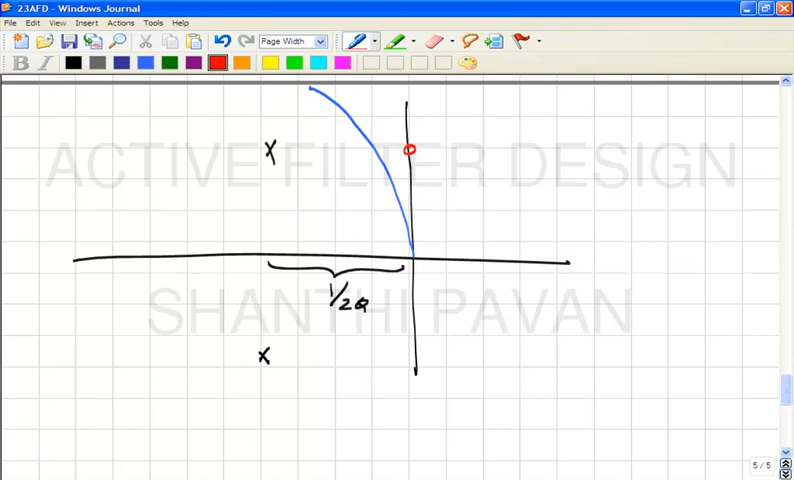 23AFD - Windows Journal
File Edit View Insert Actions Tools Help
Page Width
B I
ACTIVE FILTER DESIGN
X
1/2Q
SHANTHI PAVAN
X
5 / 5